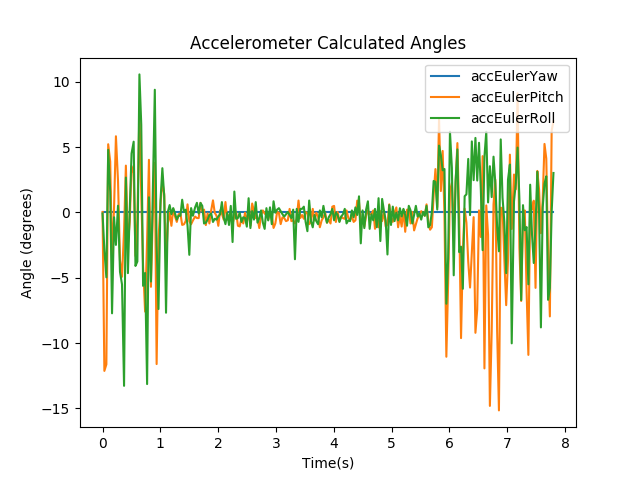 Accelerometer Calculated Angles
accEulerYaw
accEulerPitch
accEulerRoll
Angle (degrees)
10
5
0
−5
−10
−15
0 1 2 3 4 5 6 7 8
Time(s)